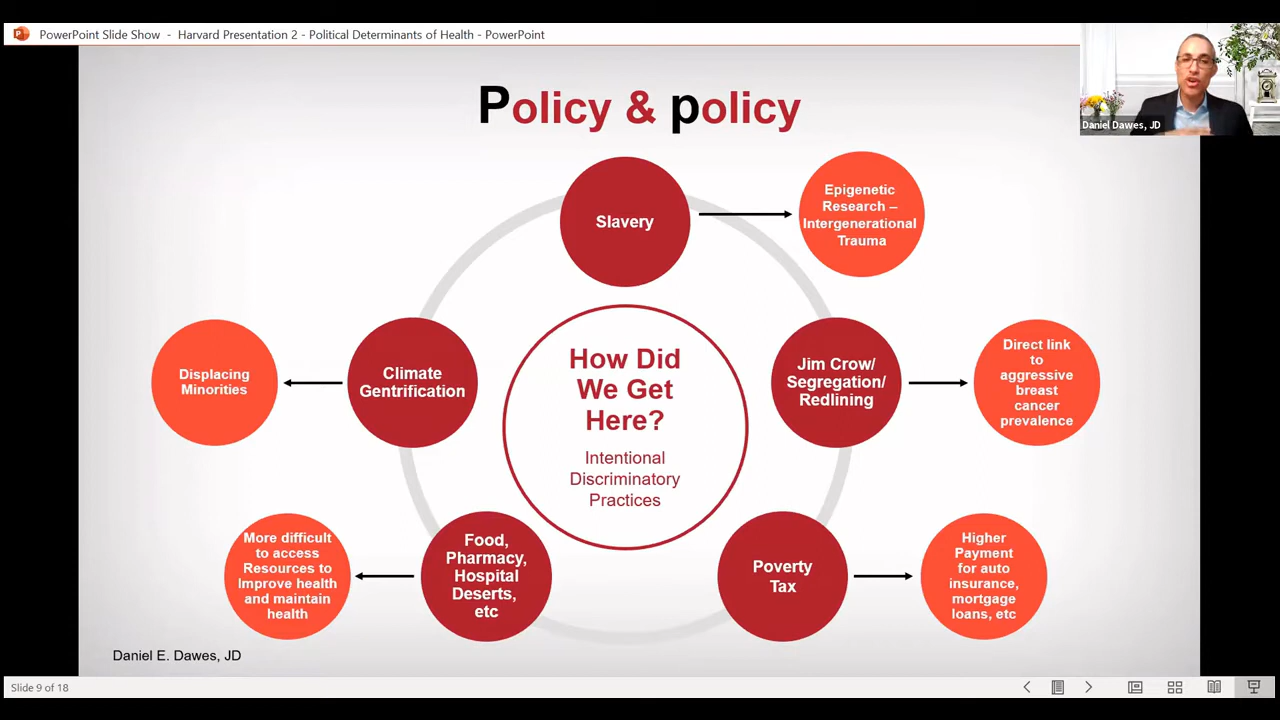 PowerPoint Slide Show - Harvard Presentation 2 - Political Determinants of Health - PowerPoint
Daniel Dawes, JD
Policy & policy
Slavery
Epigenetic
Research –
Intergenerational
Trauma
How Did
We Get
Here?
Intentional
Discriminatory
Practices
Jim Crow/
Segregation/
Redlining
Direct link
to
aggressive
breast
cancer
prevalence
Climate
Gentrification
Displacing
Minorities
Poverty
Tax
Higher
Payment
for auto
insurance,
mortgage
loans, etc
Food,
Pharmacy,
Hospital
Deserts,
etc
More difficult
to access
Resources to
Improve health
and maintain
health
Daniel E. Dawes, JD
Slide 9 of 18